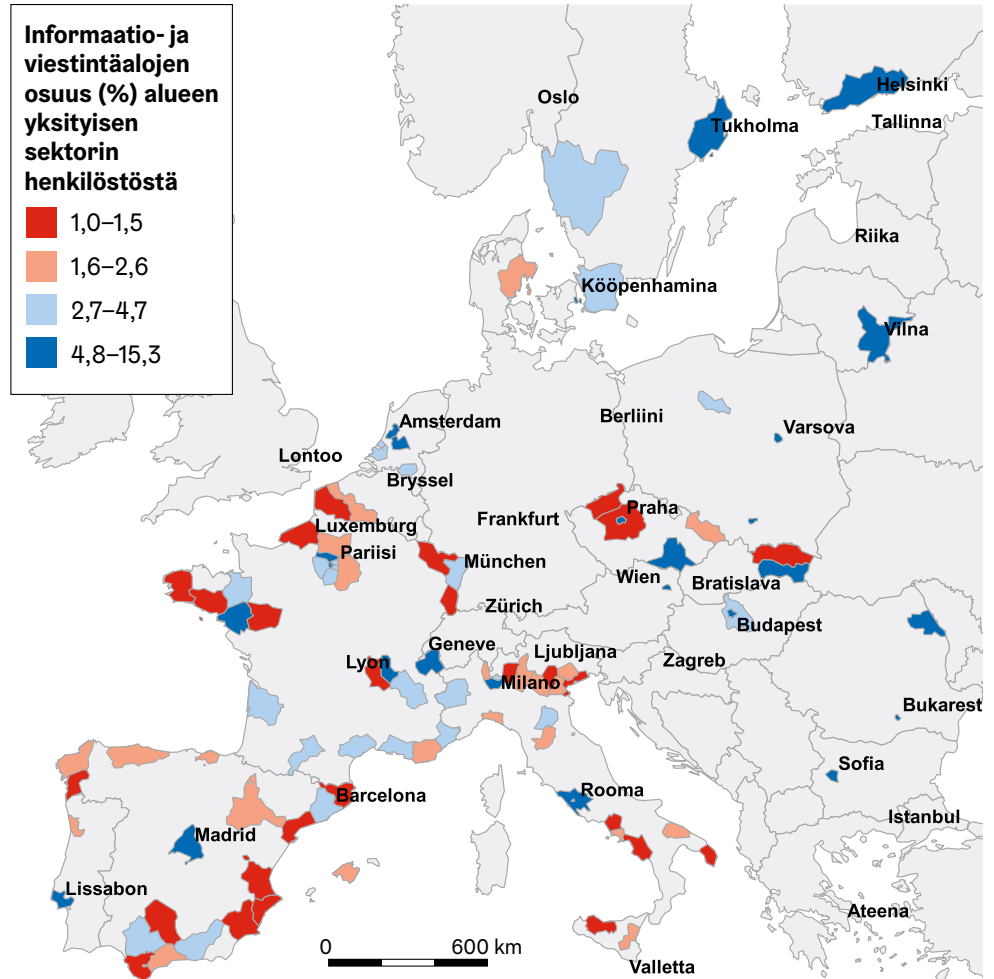 Informaatio- ja
viestintäalojen
osuus (%) alueen
yksityisen
sektorin
henkilöstöstä
1,0–1,5
1,6–2,6
2,7–4,7
4,8–15,3
Oslo
Helsinki
Tukholma
Tallinna
Riika
Kööpenhamina
Vilna
Amsterdam
Berliini
Varsova
Lontoo
Bryssel
Praha
Frankfurt
Luxemburg
Pariisi
München
Wien
Bratislava
Zürich
Budapest
Geneve
Ljubljana
Lyon
Zagreb
Milano
Bukarest
Sofia
Rooma
Barcelona
Istanbul
Madrid
Lissabon
Ateena
0 600 km
Valletta